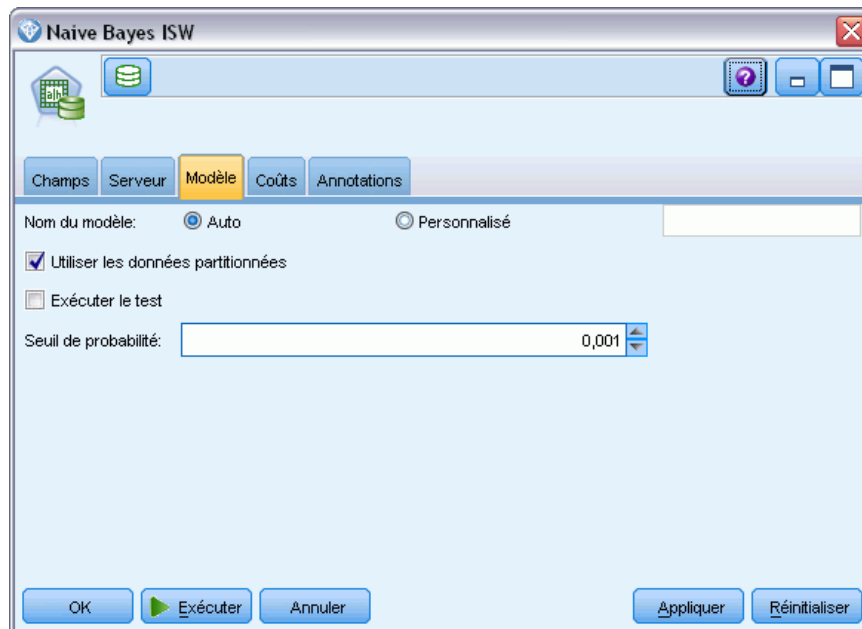 Naive Bayes ISW
Champs Serveur Modèle Coûts Annotations
Nom du modèle: Auto Personnalisé
Utiliser les données partitionnées
Exécuter le test
Seuil de probabilité: 0,001
OK Exécuter Annuler Appliquer Réinitialiser